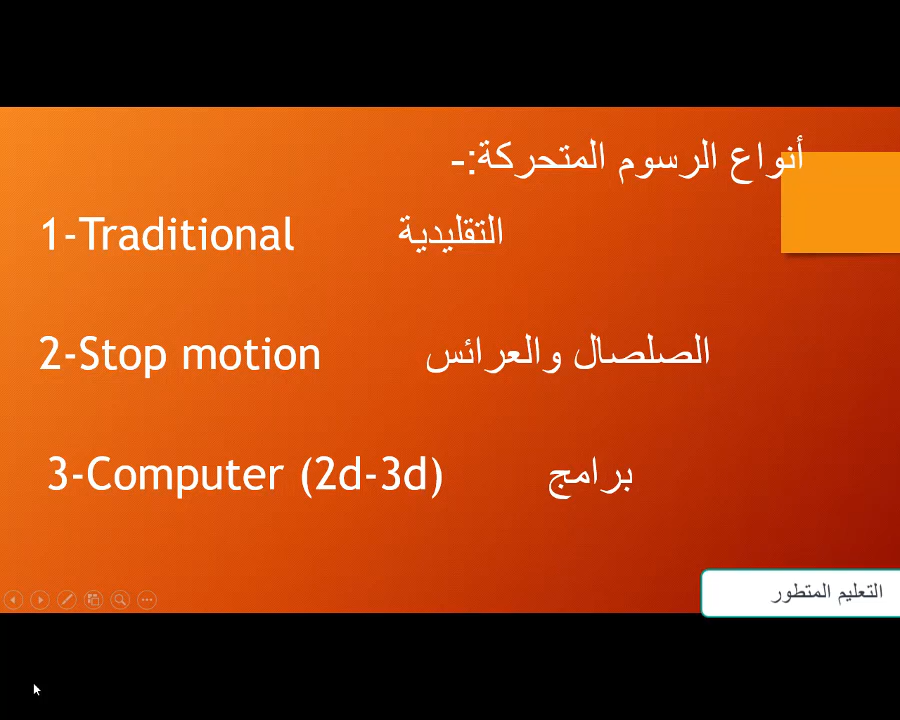 أنواع الرسوم المتحركة:-
1-Traditional التقليدية
2-Stop motion الصلصال والعرائس
3-Computer (2d-3d) برامج
التعليم المتطور